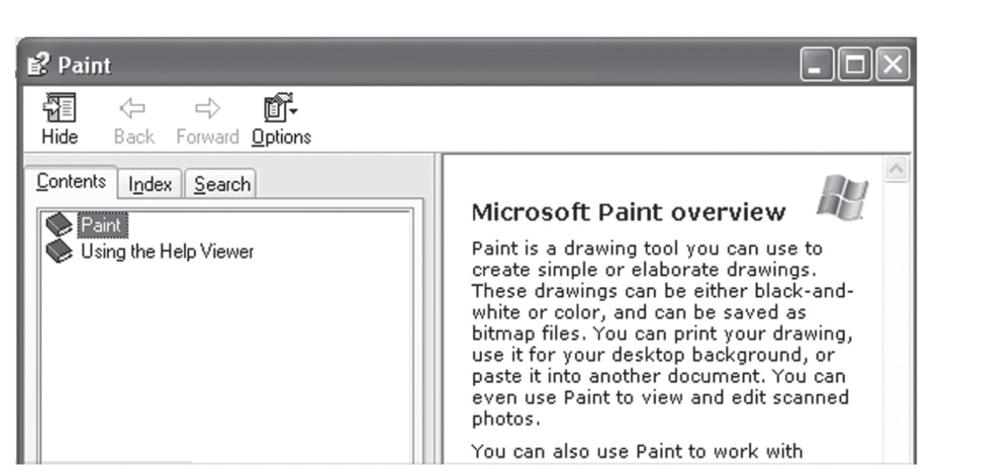 Paint
Hide Back Forward Options
Contents Index Search
Paint
Using the Help Viewer
Microsoft Paint overview
Paint is a drawing tool you can use to
create simple or elaborate drawings.
These drawings can be either black-and-
white or color, and can be saved as
bitmap files. You can print your drawing,
use it for your desktop background, or
paste it into another document. You can
even use Paint to view and edit scanned
photos.
You can also use Paint to work with